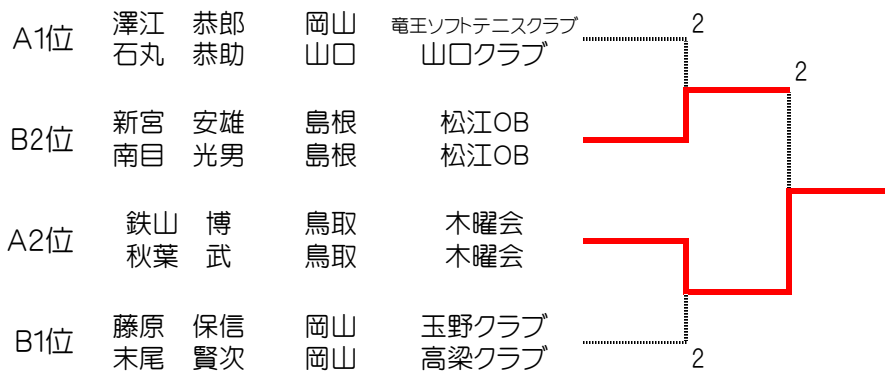 澤江 恭郎 岡山 竜王ソフトテニスクラブ 2
A1位
石丸 恭助 山口 山口クラブ
2
新宮 安雄 島根 松江OB
B2位
南目 光男 島根 松江OB
鉄山 博 鳥取 木曜会
A2位
秋葉 武 鳥取 木曜会
藤原 保信 岡山 玉野クラブ
B1位
末尾 賢次 岡山 高梁クラブ 2